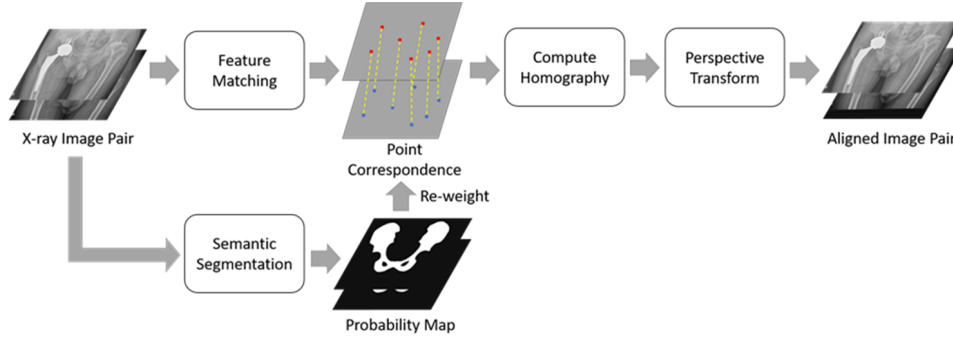 Feature
Matching
Compute
Homography
Perspective
Transform
X-ray Image Pair
Point
Correspondence
Aligned Image Pair
Re-weight
Semantic
Segmentation
Probability Map